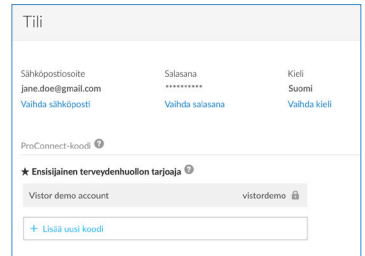 Tili
Sähköpostiosoite Salasana Kieli
jane.doe@gmail.com ********** Suomi
Vaihda sähköposti Vaihda salasana Vaihda kieli
ProConnect-koodi ?
★ Ensisijainen terveydenhuollon tarjoaja ?
Vistor demo account vistordemo
+ Lisää uusi koodi